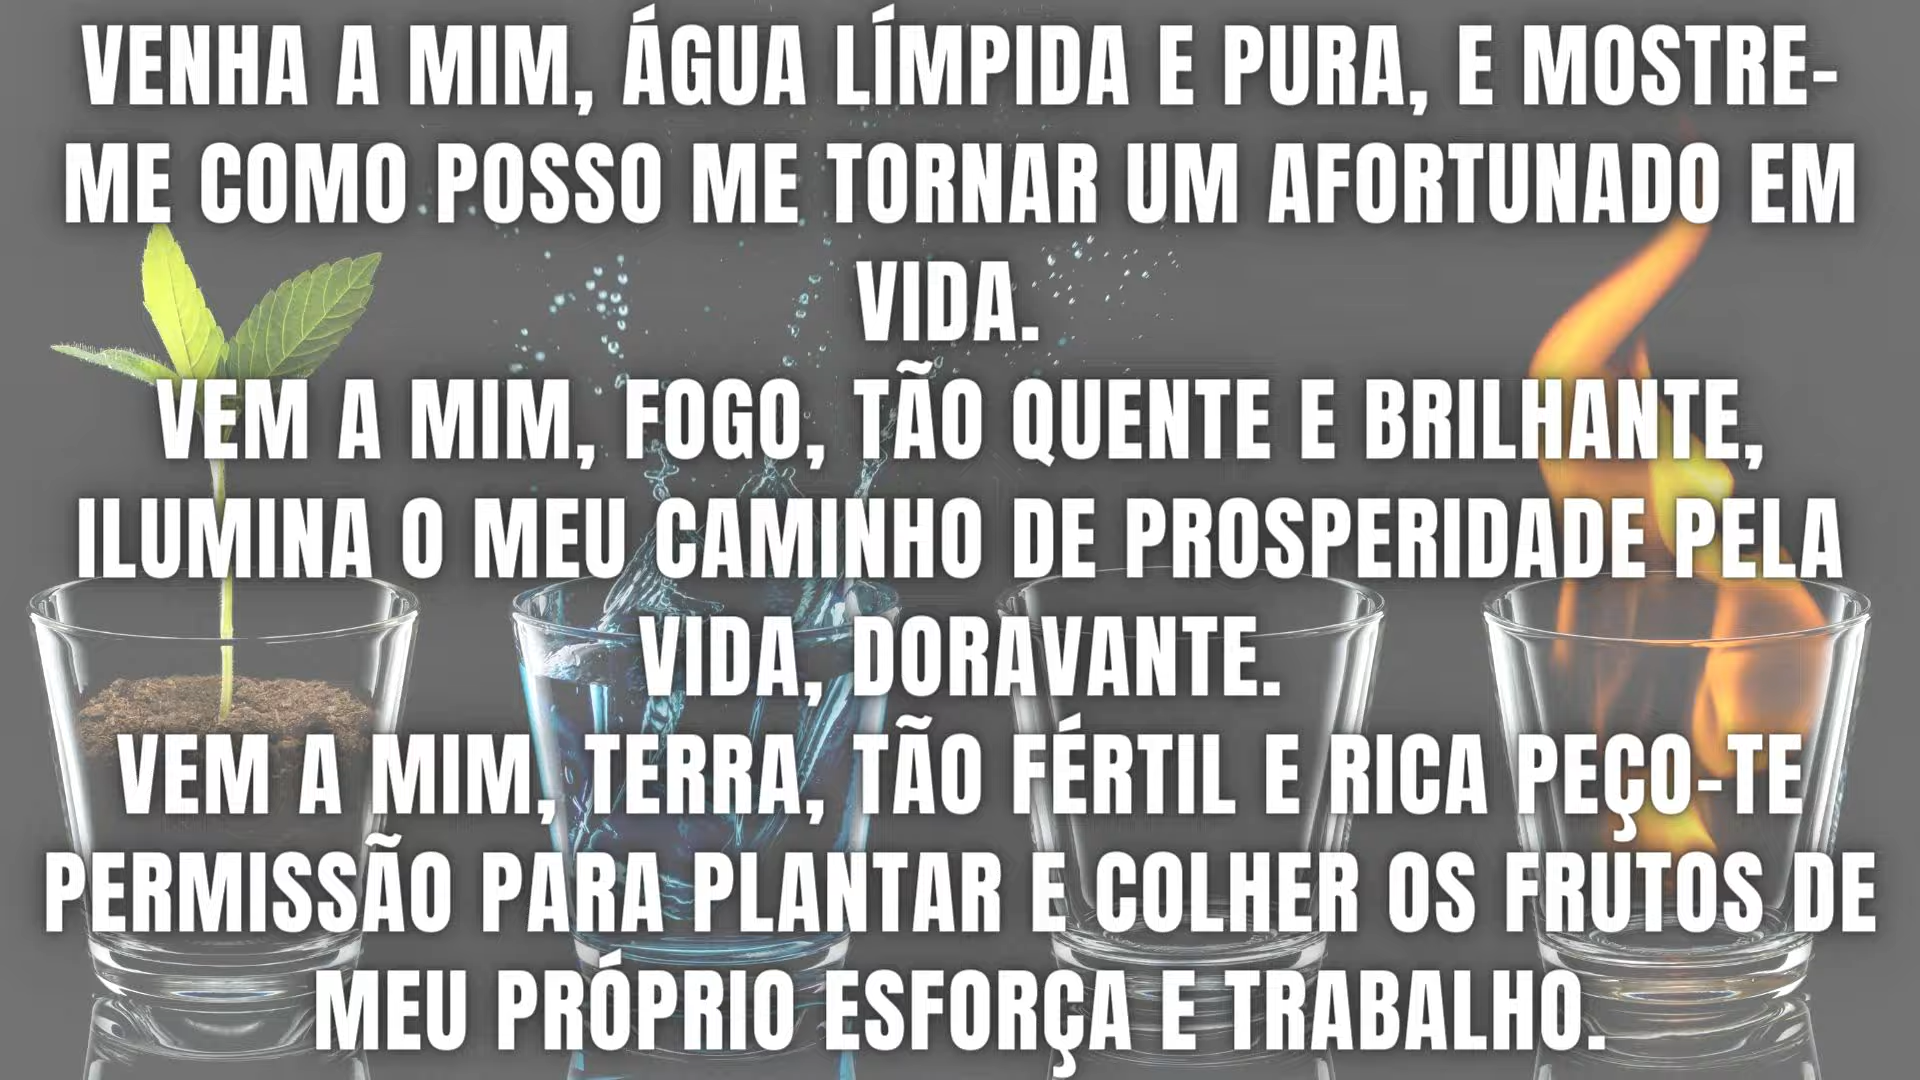 VENHA A MIM, ÁGUA LÍMPIDA E PURA, E MOSTRE-
ME COMO POSSO ME TORNAR UM AFORTUNADO EM
VIDA.
VEM A MIM, FOGO, TÃO QUENTE E BRILHANTE,
ILUMINA O MEU CAMINHO DE PROSPERIDADE PELA
VIDA, DORAVANTE.
VEM A MIM, TERRA, TÃO FÉRTIL E RICA PEÇO-TE
PERMISSÃO PARA PLANTAR E COLHER OS FRUTOS DE
MEU PRÓPRIO ESFORÇA E TRABALHO.